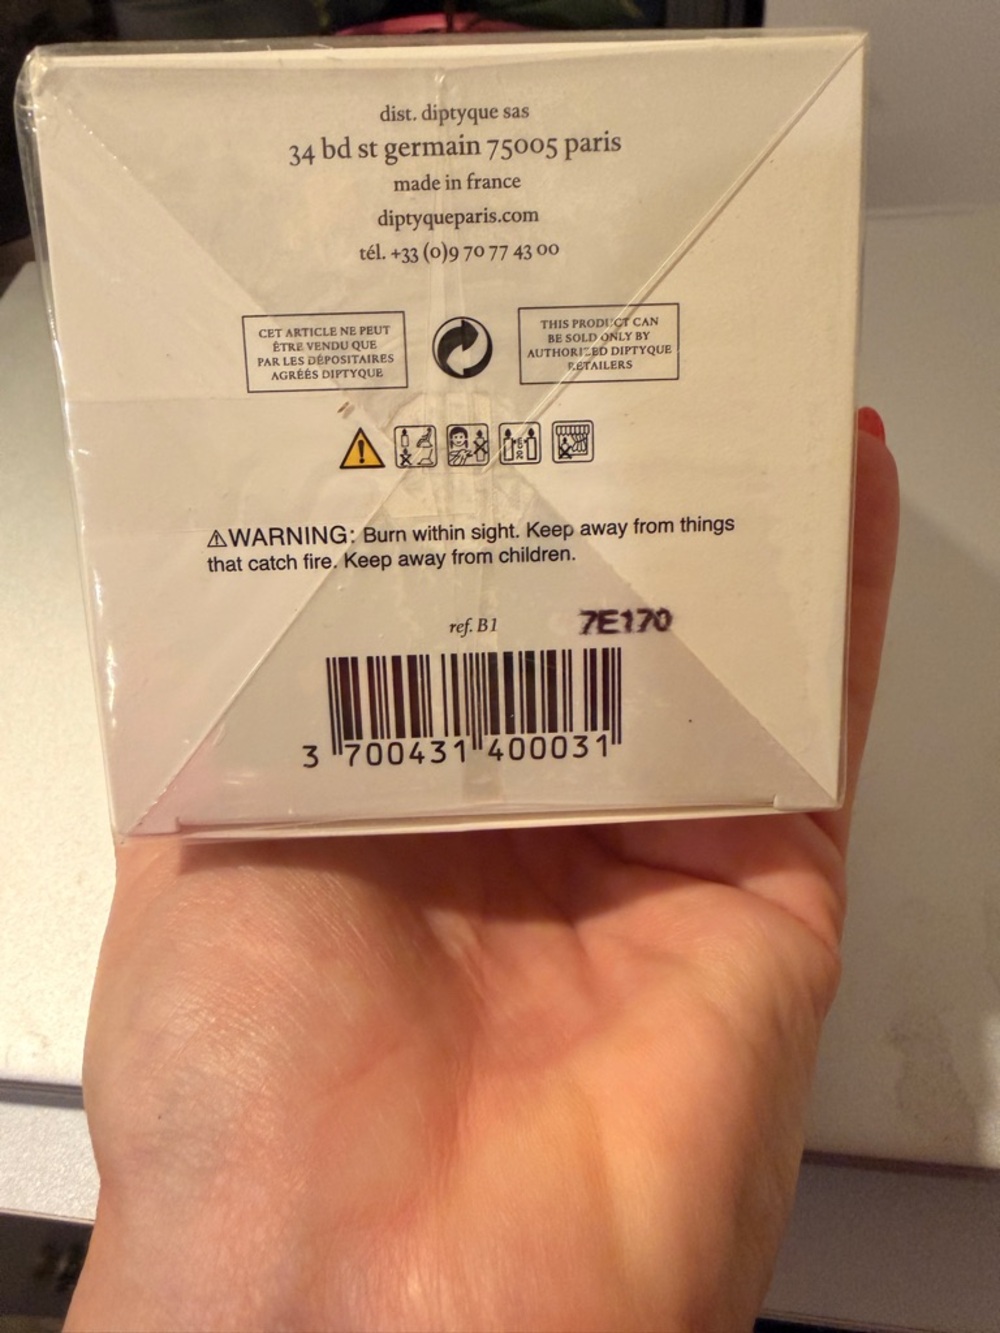 dist. diptyque sas
34 bd st germain 75005 paris
made in france
diptyqueparis.com
tél. +33 (0)9 70 77 43 00
CET ARTICLE NE PEUT
ÊTRE VENDU QUE
PAR LES DÉPOSITAIRES
AGRÉÉS DIPTYQUE
THIS PRODUCT CAN
BE SOLD ONLY BY
AUTHORIZED DIPTYQUE
RETAILERS
⚠WARNING: Burn within sight. Keep away from things
that catch fire. Keep away from children.
ref. B1
7E170
3 700431 400031